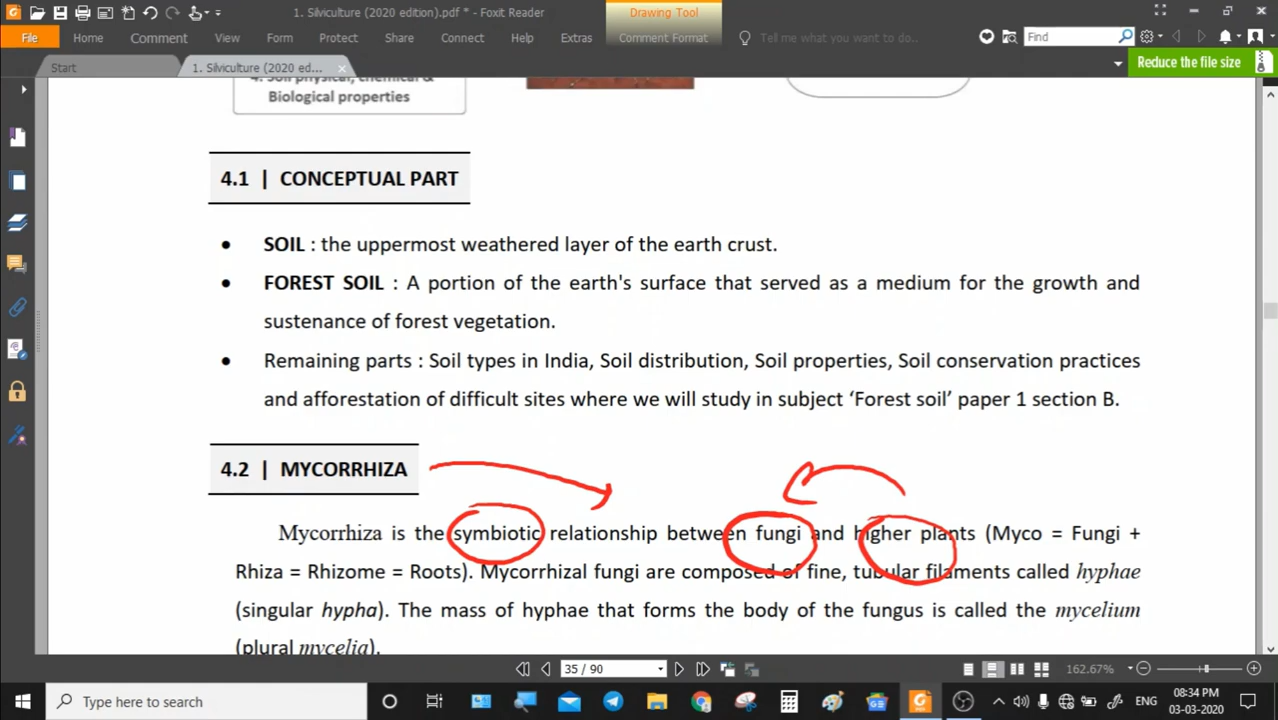 1. Silviculture (2020 edition).pdf * - Foxit Reader
Drawing Tool
File Home Comment View Form Protect Share Connect Help Extras Comment Format Tell me what you want to do... Find
Start 1. Silviculture (2020 ed... Reduce the file size
4. Soil physical, chemical &
Biological properties
4.1 | CONCEPTUAL PART
• SOIL : the uppermost weathered layer of the earth crust.
• FOREST SOIL : A portion of the earth's surface that served as a medium for the growth and
sustenance of forest vegetation.
• Remaining parts : Soil types in India, Soil distribution, Soil properties, Soil conservation practices
and afforestation of difficult sites where we will study in subject ‘Forest soil’ paper 1 section B.
4.2 | MYCORRHIZA
Mycorrhiza is the symbiotic relationship between fungi and higher plants (Myco = Fungi +
Rhiza = Rhizome = Roots). Mycorrhizal fungi are composed of fine, tubular filaments called hyphae
(singular hypha). The mass of hyphae that forms the body of the fungus is called the mycelium
(plural mycelia).
35 / 90 162.67%
Type here to search ENG 08:34 PM
03-03-2020